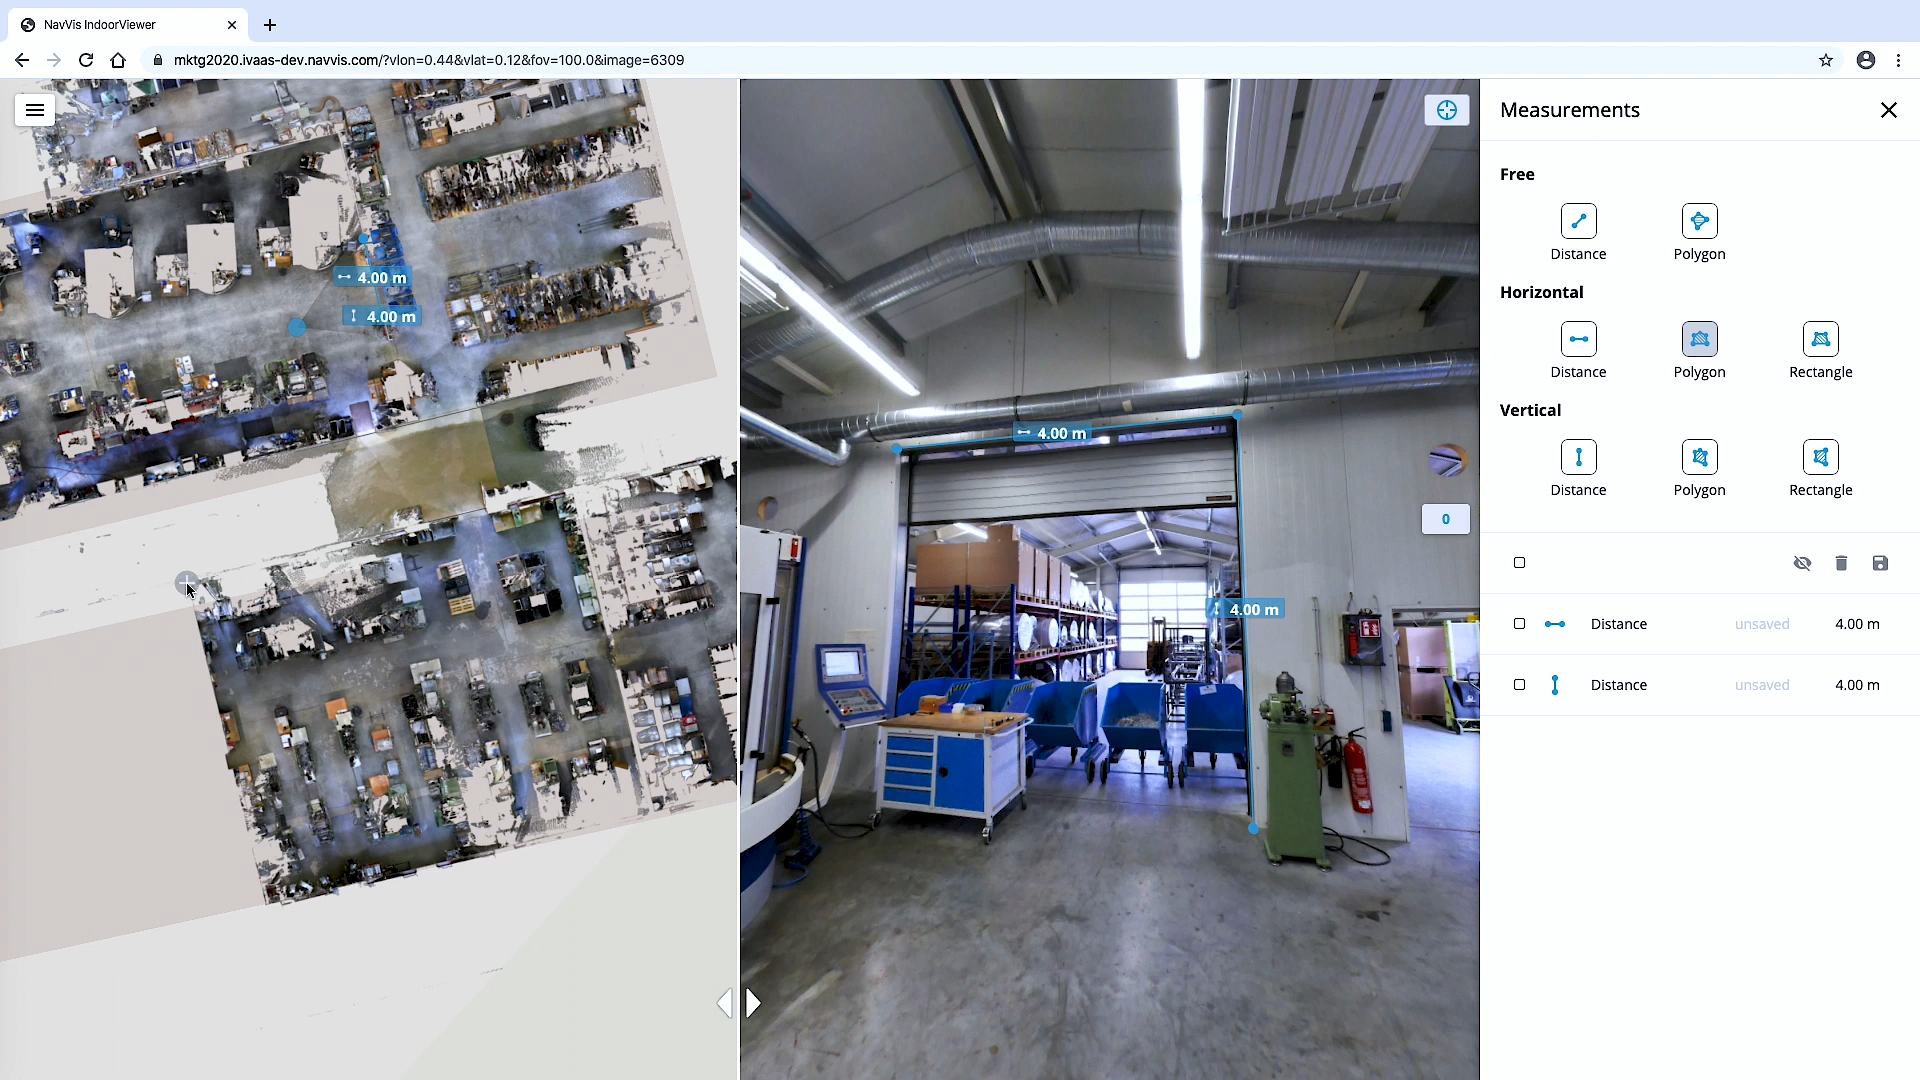 NavVis IndoorViewer
mktg2020.ivaas-dev.navvis.com/?vlon=0.44&vlat=0.12&fov=100.0&image=6309
4.00 m
4.00 m
4.00 m
4.00 m
0
Measurements
Free
Distance Polygon
Horizontal
Distance Polygon Rectangle
Vertical
Distance Polygon Rectangle
Distance unsaved 4.00 m
Distance unsaved 4.00 m